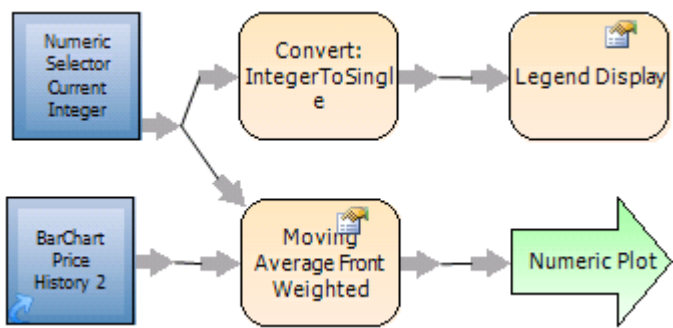 Numeric
Selector
Current
Integer
Convert:
IntegerToSingl
e
Legend Display
BarChart
Price
History 2
Moving
Average Front
Weighted
Numeric Plot